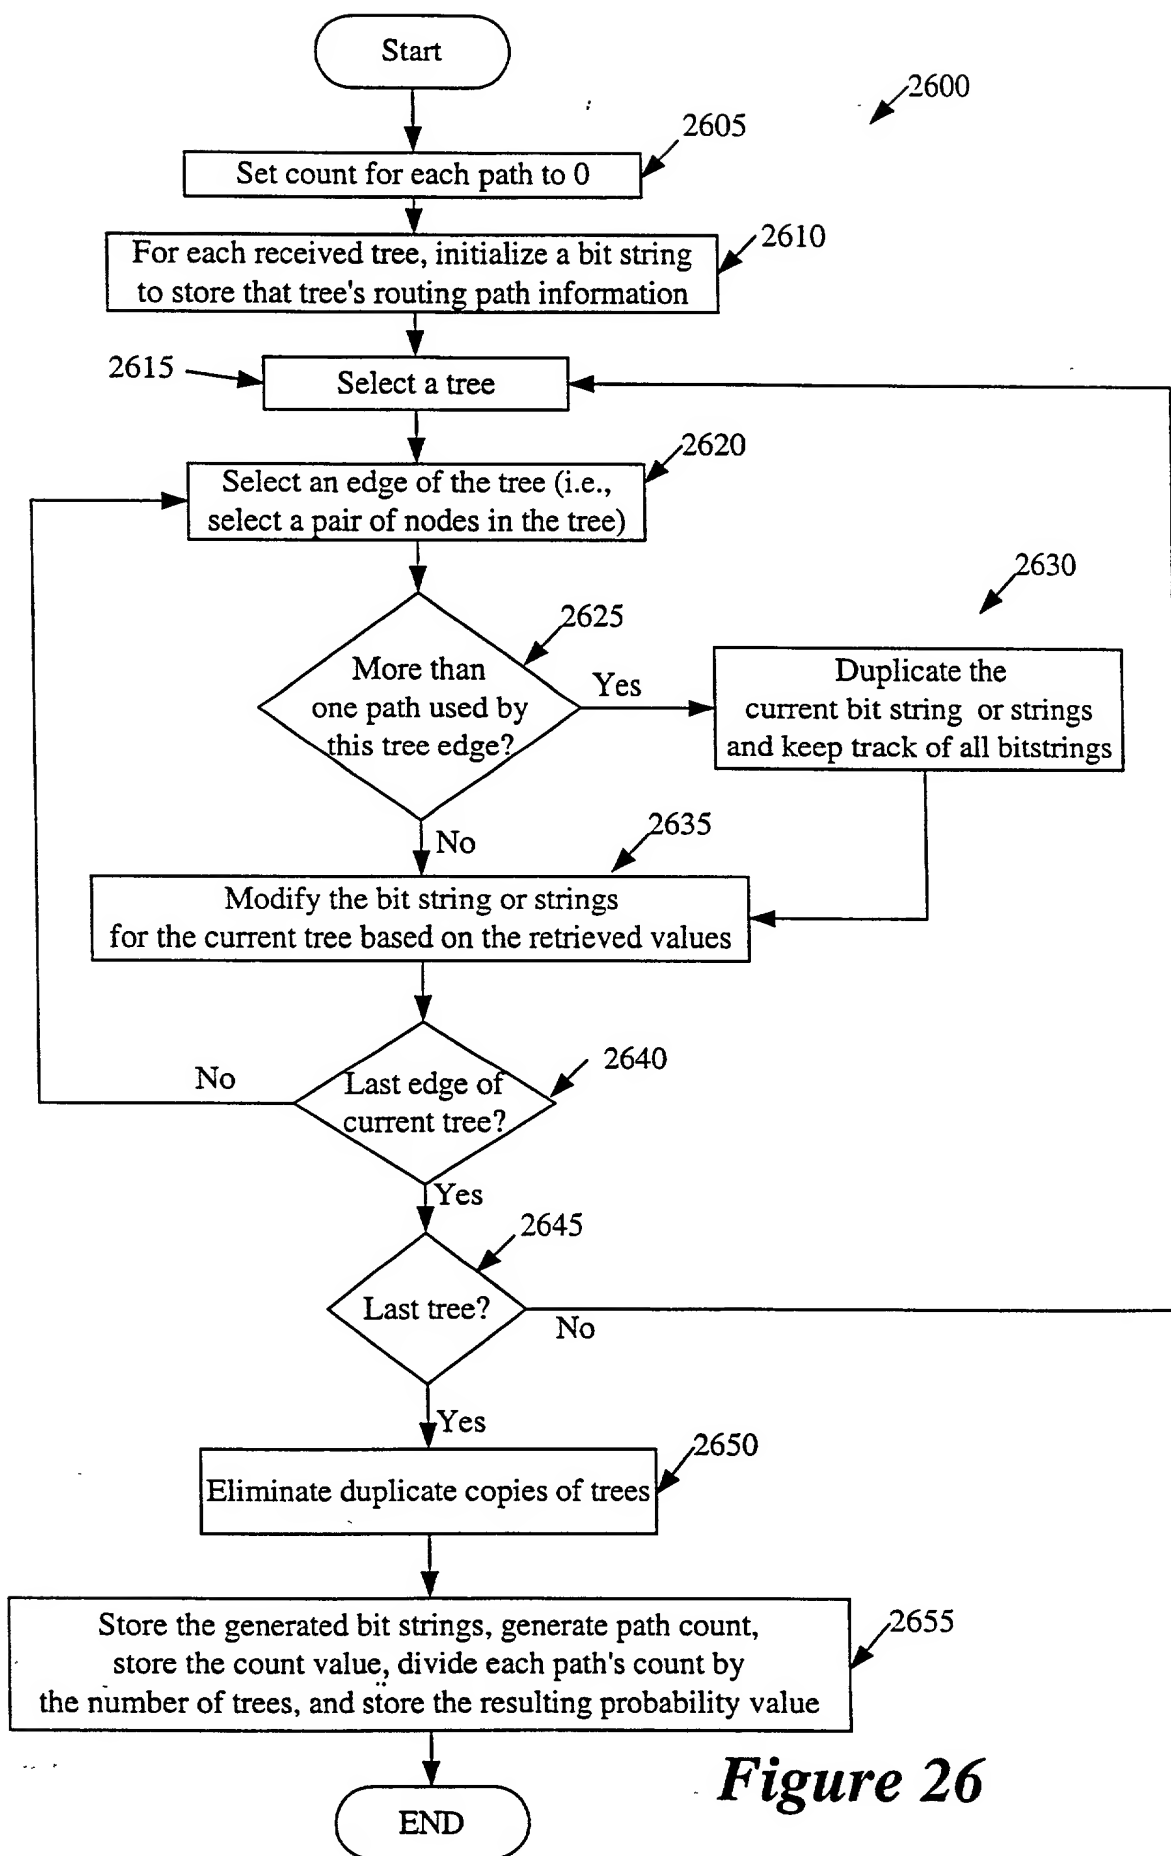 Start
2600
2605
Set count for each path to 0
2610
For each received tree, initialize a bit string
to store that tree's routing path information
2615
Select a tree
2620
Select an edge of the tree (i.e.,
select a pair of nodes in the tree)
2630
2625
More than
one path used by
this tree edge?
Yes
Duplicate the
current bit string or strings
and keep track of all bitstrings
No
2635
Modify the bit string or strings
for the current tree based on the retrieved values
2640
No
Last edge of
current tree?
Yes
2645
Last tree?
No
Yes
2650
Eliminate duplicate copies of trees
2655
Store the generated bit strings, generate path count,
store the count value, divide each path's count by
the number of trees, and store the resulting probability value
Figure 26
END